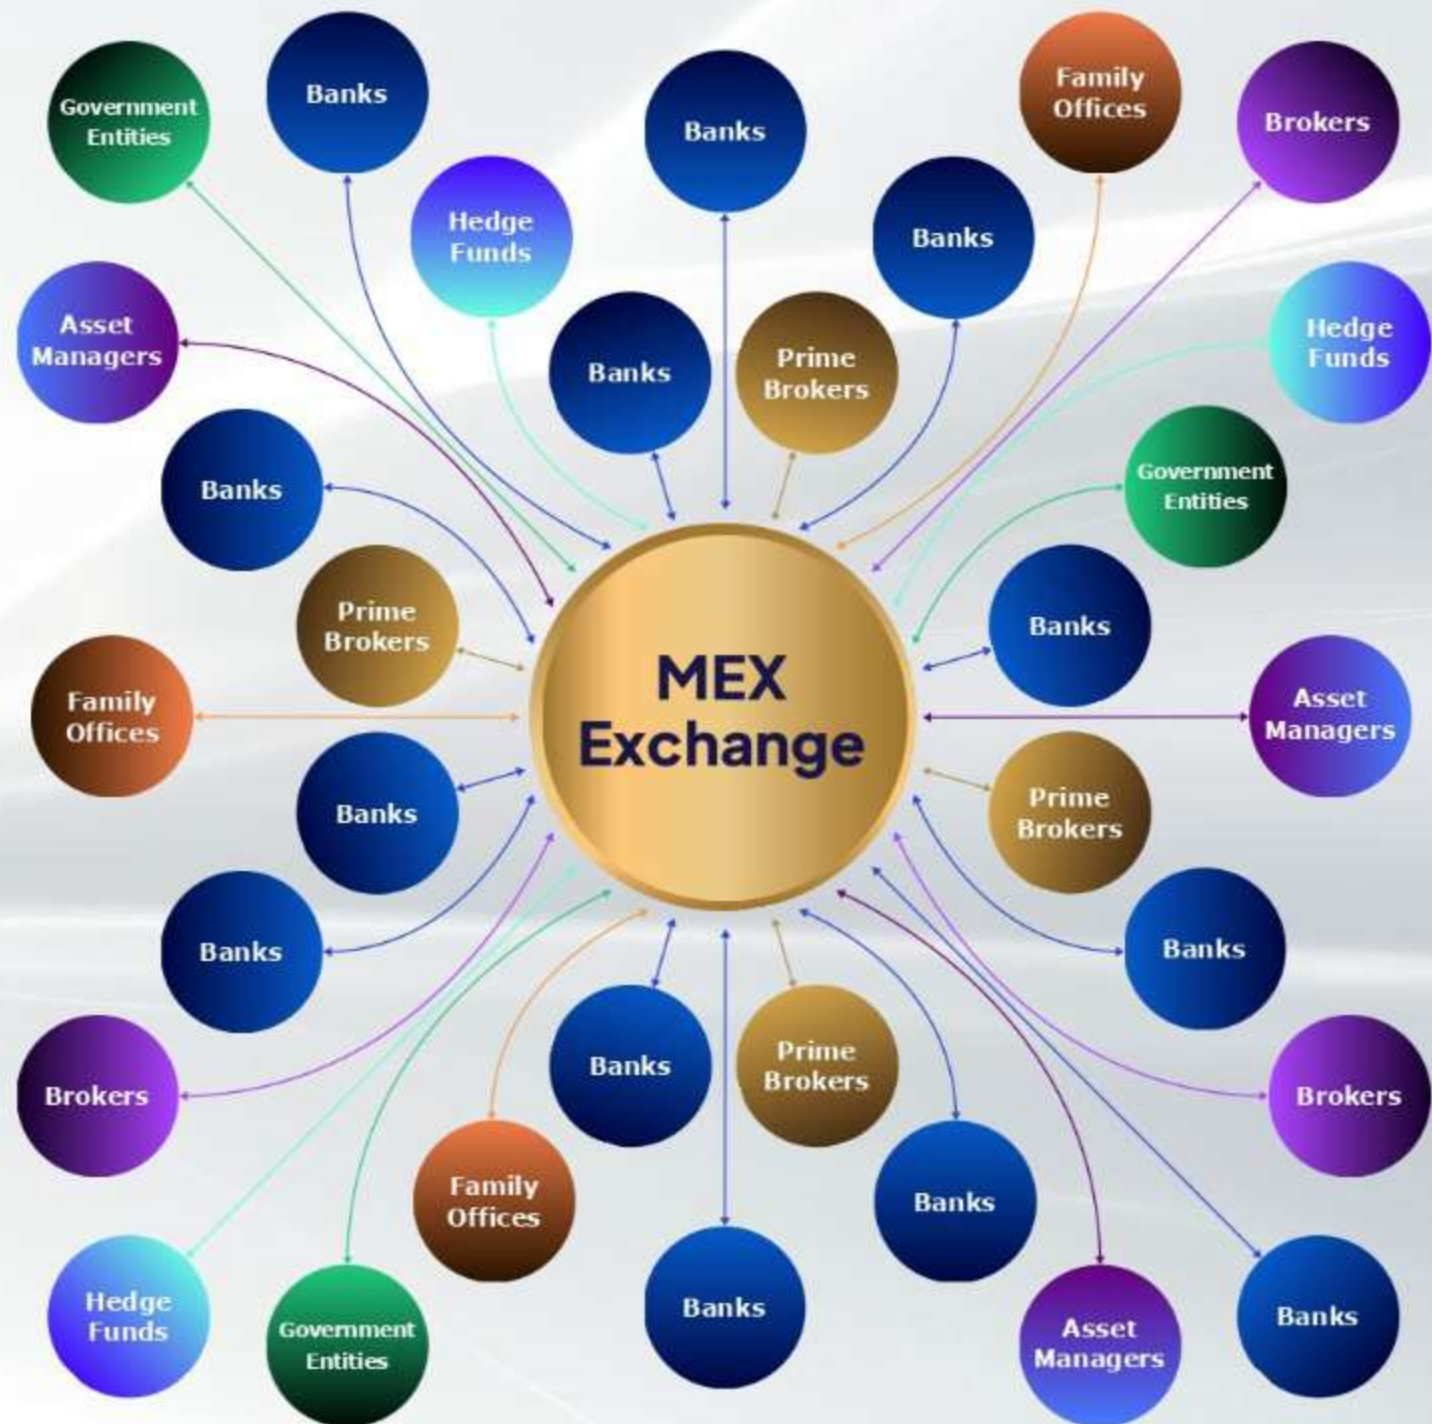 Banks
Family
Offices
Government
Entities
Banks
Brokers
Hedge
Funds
Banks
Asset
Managers
Hedge
Funds
Banks
Prime
Brokers
Banks
Government
Entities
Prime
Brokers
Banks
MEX
Exchange
Family
Offices
Asset
Managers
Banks
Prime
Brokers
Banks
Banks
Brokers
Banks
Prime
Brokers
Brokers
Family
Offices
Banks
Hedge
Funds
Government
Entities
Banks
Asset
Managers
Banks